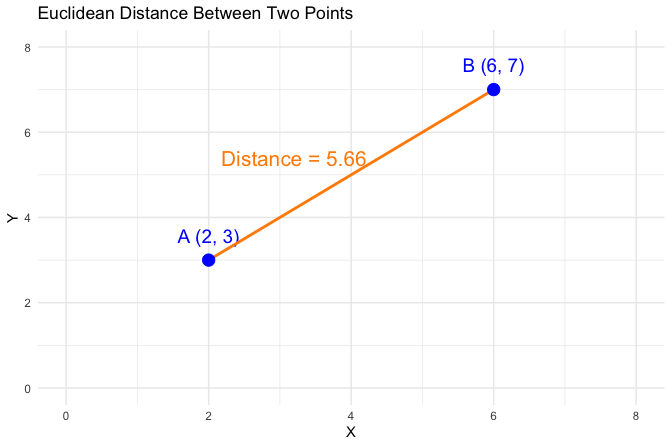 Euclidean Distance Between Two Points
8
B (6, 7)
6
Distance = 5.66
Y
4
A (2, 3)
2
0
0 2 4 6 8
X